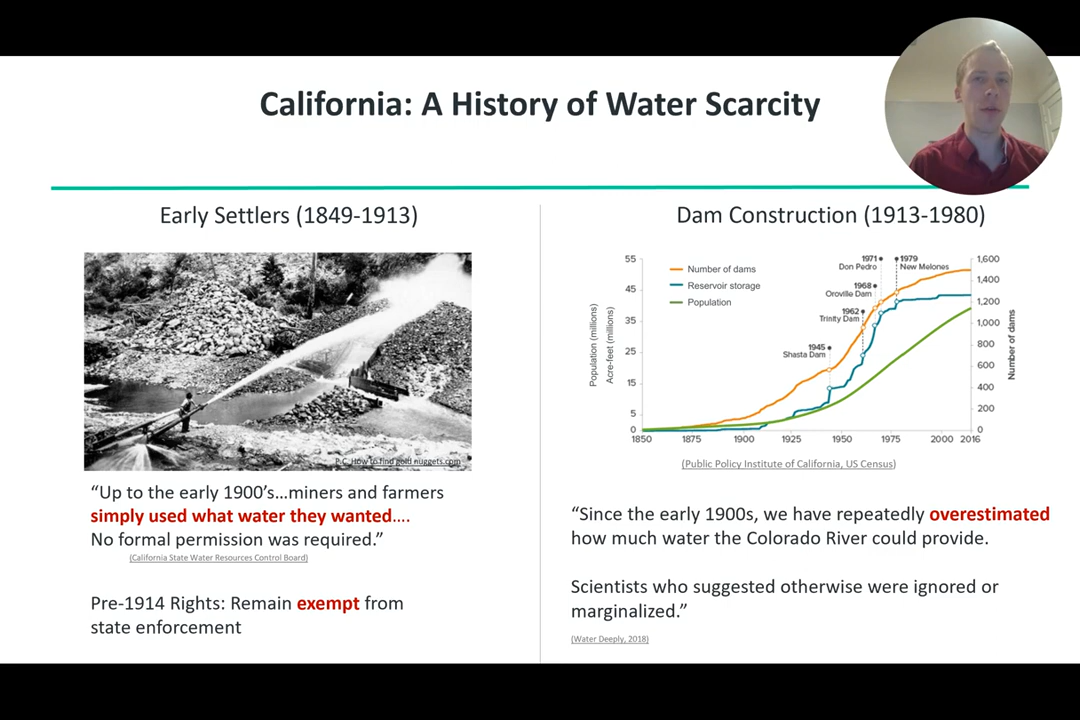 California: A History of Water Scarcity
Early Settlers (1849-1913)
P.C. How to find gold nuggets.com
“Up to the early 1900’s…miners and farmers
simply used what water they wanted….
No formal permission was required.”
(California State Water Resources Control Board)
Pre-1914 Rights: Remain exempt from
state enforcement
Dam Construction (1913-1980)
Number of dams
Reservoir storage
Population
Population (millions)
Acre-feet (millions)
55
45
35
25
15
5
0
1850
1875
1900
1925
1950
1975
2000
2016
1,600
1,400
1,200
1,000
800
600
400
200
0
Number of dams
1945
Shasta Dam
1962
Trinity Dam
1968
Oroville Dam
1971
Don Pedro
1979
New Melones
(Public Policy Institute of California, US Census)
“Since the early 1900s, we have repeatedly overestimated
how much water the Colorado River could provide.
Scientists who suggested otherwise were ignored or
marginalized.”
(Water Deeply, 2018)